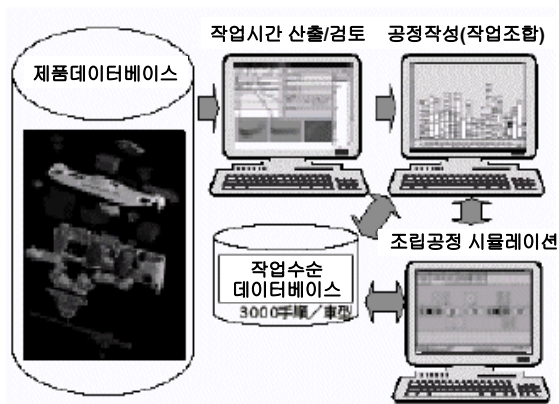 작업시간 산출/검토
공정작성(작업조합)
제품데이터베이스
조립공정 시뮬레이션
작업수순
데이터베이스
3000手順／車型